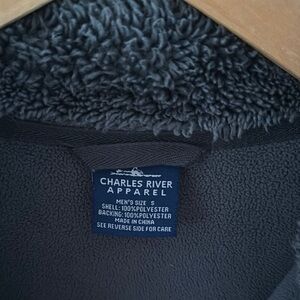 CHARLES RIVER
APPAREL
MEN'S SIZE S
SHELL: 100%POLYESTER
BACKING: 100%POLYESTER
MADE IN CHINA
SEE REVERSE SIDE FOR CARE